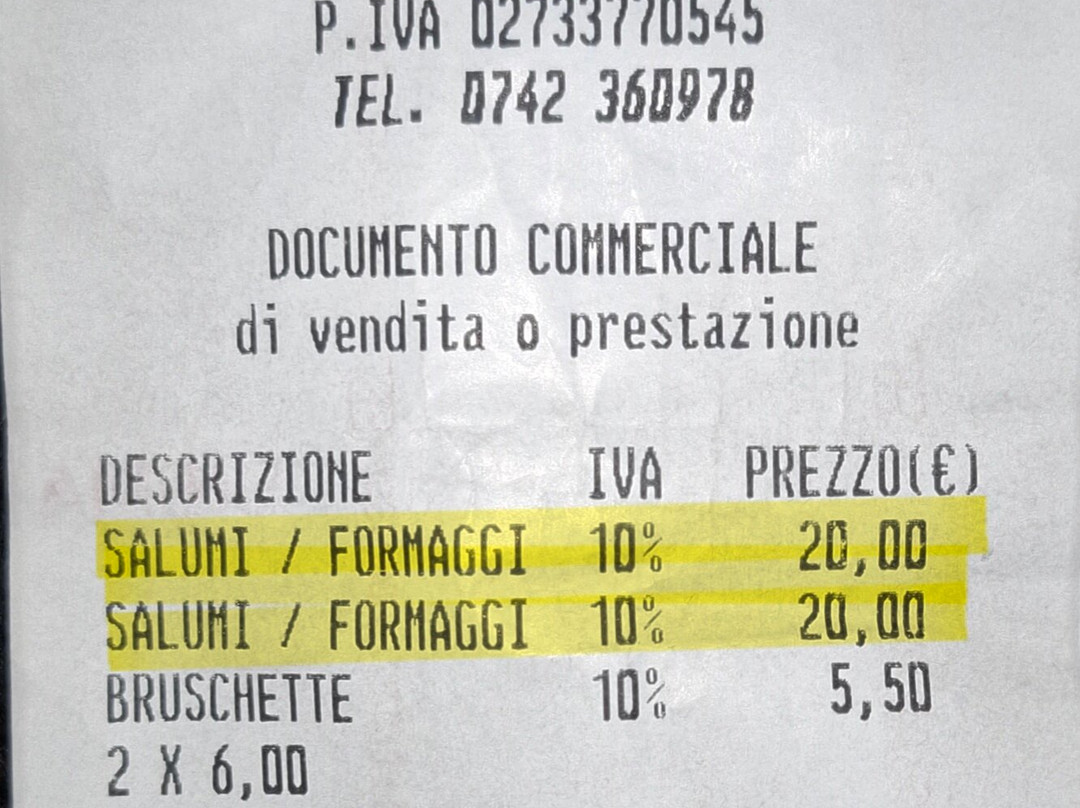 P.IVA 02733770545
TEL. 0742 360978
DOCUMENTO COMMERCIALE
di vendita o prestazione
DESCRIZIONE IVA PREZZO(€)
SALUMI / FORMAGGI 10% 20,00
SALUMI / FORMAGGI 10% 20,00
BRUSCHETTE 10% 5,50
2 X 6,00